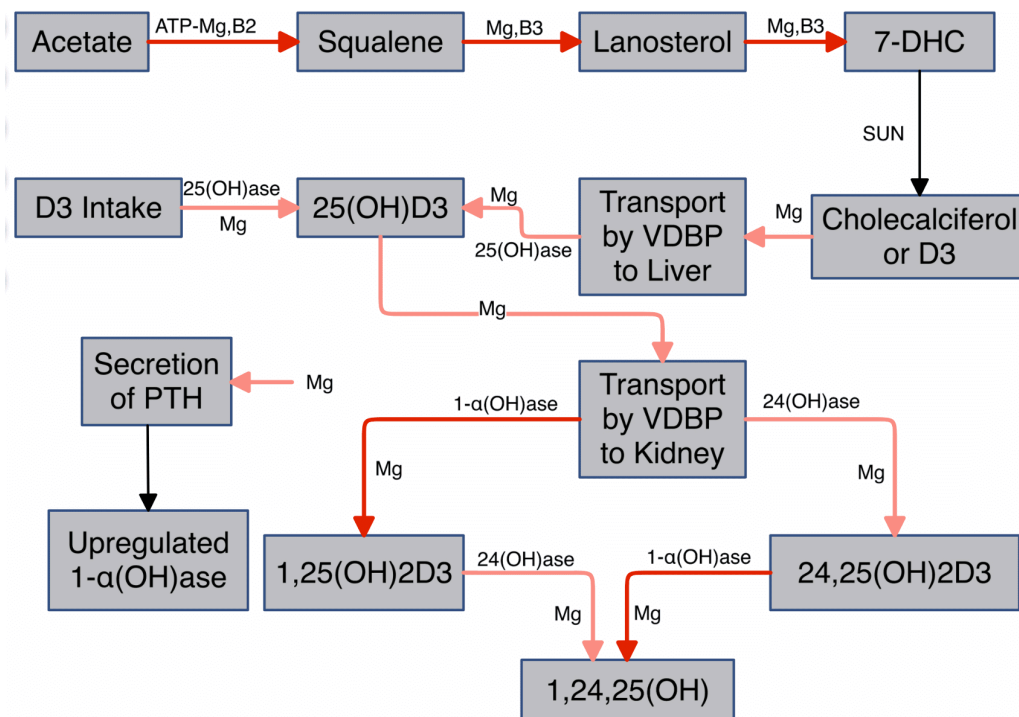 Acetate
ATP-Mg,B2
Squalene
Mg,B3
Lanosterol
Mg,B3
7-DHC
SUN
D3 Intake
25(OH)ase
Mg
25(OH)D3
Mg
25(OH)ase
Transport
by VDBP
to Liver
Mg
Cholecalciferol
or D3
Mg
Secretion
of PTH
Mg
Transport
by VDBP
to Kidney
1-α(OH)ase
Mg
24(OH)ase
Mg
Upregulated
1-α(OH)ase
1,25(OH)2D3
24(OH)ase
Mg
1-α(OH)ase
Mg
24,25(OH)2D3
1,24,25(OH)